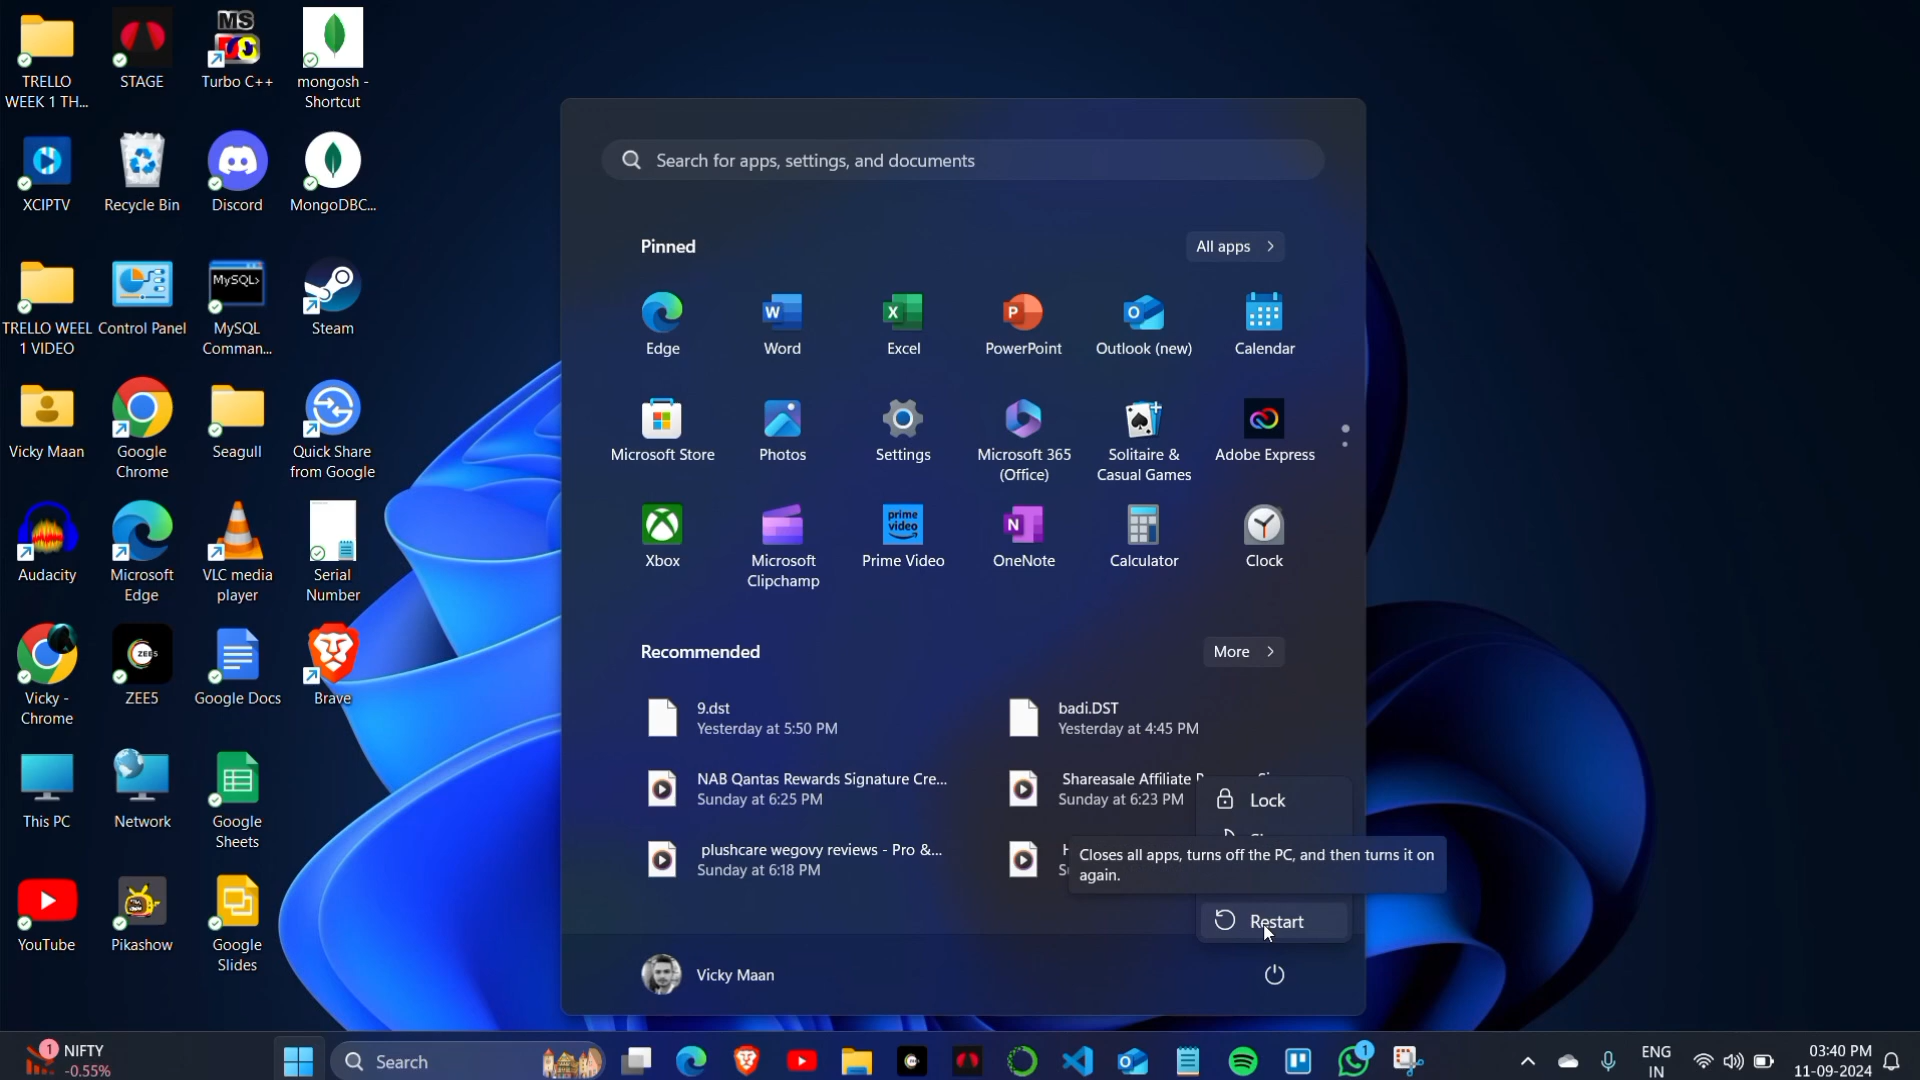 TRELLO
WEEK 1 TH...
STAGE
MS
Turbo C++
mongosh -
Shortcut
XCIPTV
Recycle Bin
Discord
MongoDBC...
TRELLO WEEL
1 VIDEO
Control Panel
MySQL>
MySQL
Comman...
Steam
Vicky Maan
Google
Chrome
Seagull
Quick Share
from Google
Audacity
Microsoft
Edge
VLC media
player
Serial
Number
Vicky -
Chrome
ZEE5
ZEE5
Google Docs
Brave
This PC
Network
Google
Sheets
YouTube
Pikashow
Google
Slides
Search for apps, settings, and documents
Pinned
All apps
Edge
W
Word
X
Excel
P
PowerPoint
O
Outlook (new)
Calendar
Microsoft Store
Photos
Settings
Microsoft 365
(Office)
Solitaire &
Casual Games
Adobe Express
Xbox
Microsoft
Clipchamp
prime
video
Prime Video
N
OneNote
Calculator
Clock
Recommended
More
9.dst
Yesterday at 5:50 PM
badi.DST
Yesterday at 4:45 PM
NAB Qantas Rewards Signature Cre...
Sunday at 6:25 PM
Shareasale Affiliate
Sunday at 6:23 PM
plushcare wegovy reviews - Pro &...
Sunday at 6:18 PM
Lock
Closes all apps, turns off the PC, and then turns it on
again.
Restart
Vicky Maan
1
NIFTY
-0.55%
Search
1
ENG
IN
03:40 PM
11-09-2024